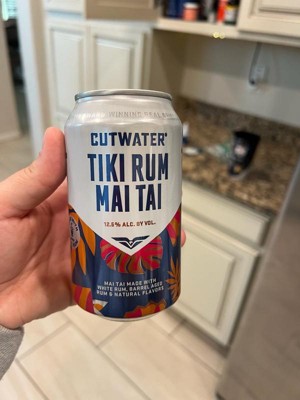 CUTWATER
TIKI RUM
MAI TAI
12.5% ALC. BY VOL.
MAI TAI MADE WITH
WHITE RUM, BARREL AGED
RUM & NATURAL FLAVORS